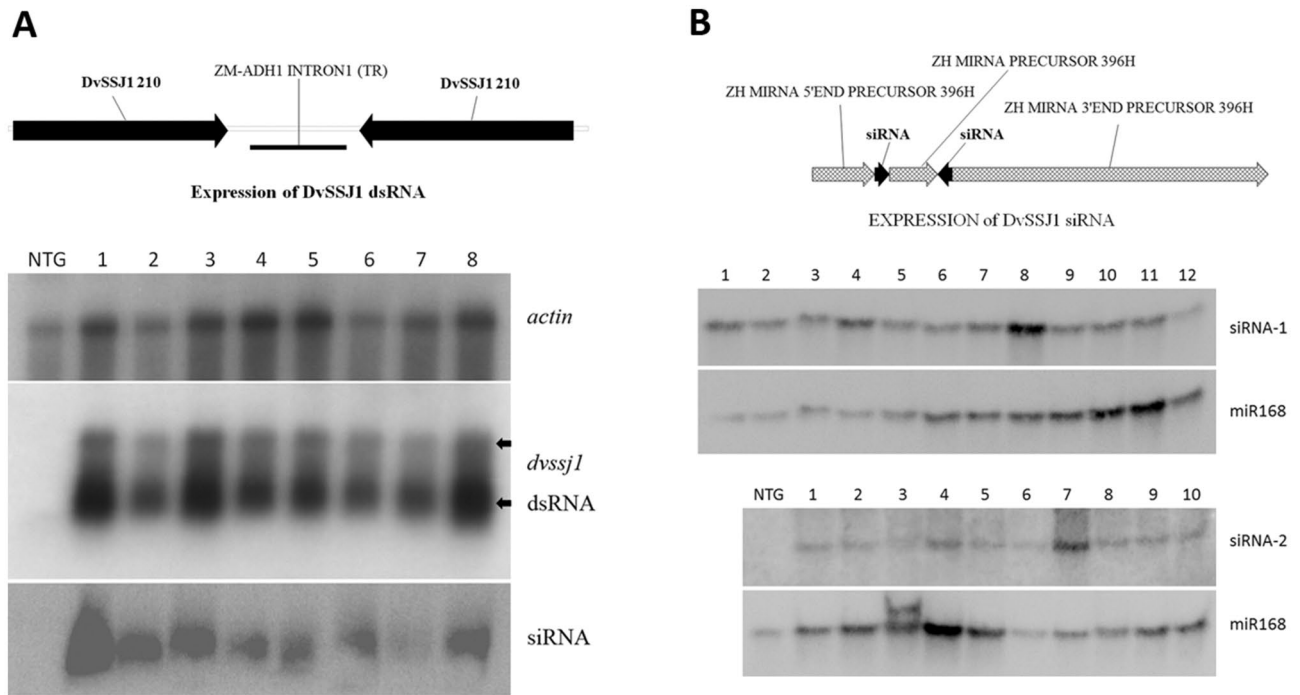 A
ZM-ADH1 INTRON1 (TR)
DvSSJ1 210
DvSSJ1 210
Expression of DvSSJ1 dsRNA
NTG 1 2 3 4 5 6 7 8
actin
dvssj1
dsRNA
siRNA
B
ZH MIRNA PRECURSOR 396H
ZH MIRNA 5'END PRECURSOR 396H
ZH MIRNA 3'END PRECURSOR 396H
siRNA siRNA
EXPRESSION of DvSSJ1 siRNA
1 2 3 4 5 6 7 8 9 10 11 12
siRNA-1
miR168
NTG 1 2 3 4 5 6 7 8 9 10
siRNA-2
miR168